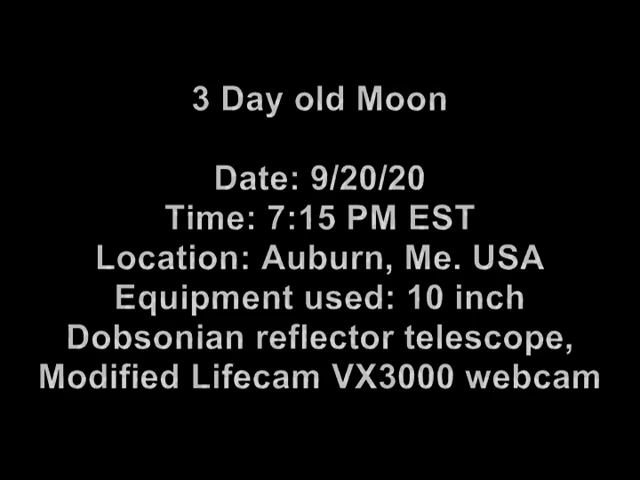 3 Day old Moon
Date: 9/20/20
Time: 7:15 PM EST
Location: Auburn, Me. USA
Equipment used: 10 inch
Dobsonian reflector telescope,
Modified Lifecam VX3000 webcam